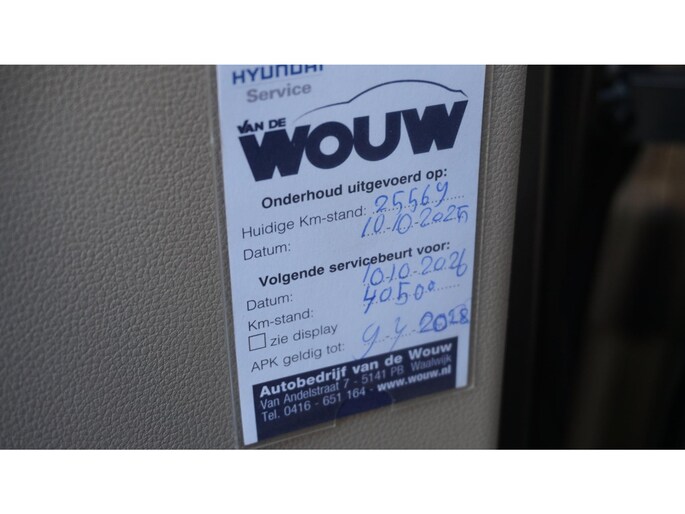 HYUNDAI
Service
VAN DE
WOUW
Onderhoud uitgevoerd op:
Huidige Km-stand: 25569
Datum: 10-10-2025
Volgende servicebeurt voor:
Datum: 10-10-2026
Km-stand: 40500
zie display
APK geldig tot: 9-7-2028
Autobedrijf van de Wouw
Van Andelstraat 7 - 5141 PB Waalwijk
Tel. 0416 - 651 164 - www.wouw.nl